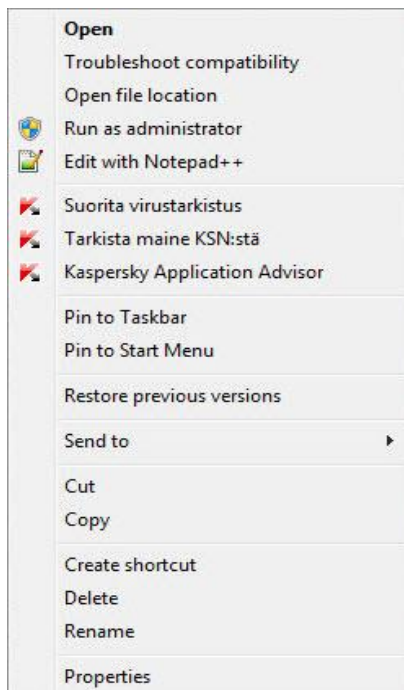 Open
Troubleshoot compatibility
Open file location
Run as administrator
Edit with Notepad++
Suorita virustarkistus
Tarkista maine KSN:stä
Kaspersky Application Advisor
Pin to Taskbar
Pin to Start Menu
Restore previous versions
Send to
Cut
Copy
Create shortcut
Delete
Rename
Properties